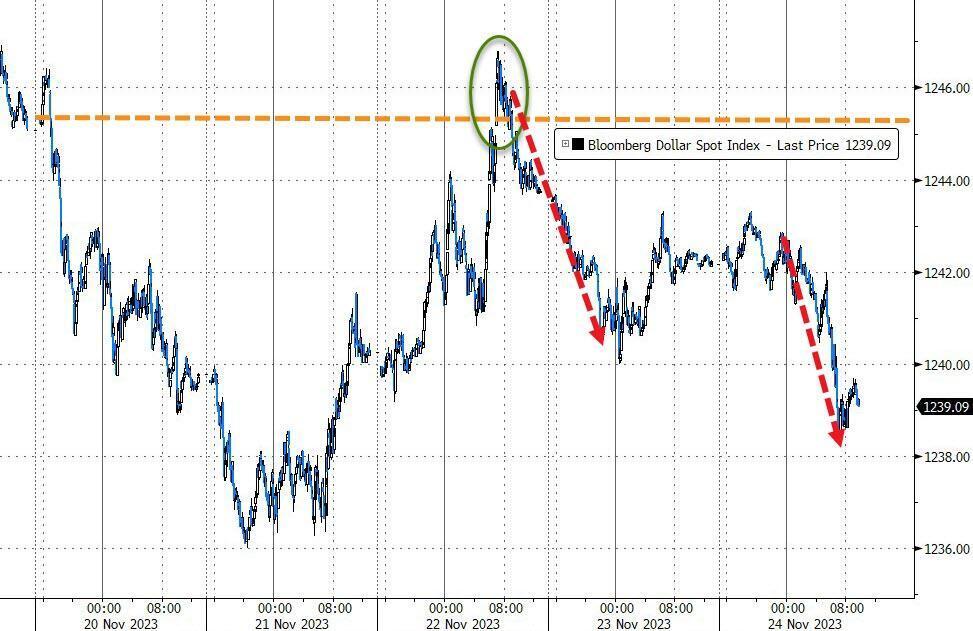 1246.00
Bloomberg Dollar Spot Index - Last Price 1239.09
1244.00
1242.00
1240.00
1239.09
1238.00
1236.00
00:00 08:00 00:00 08:00 00:00 08:00 00:00 08:00 00:00 08:00
20 Nov 2023 21 Nov 2023 22 Nov 2023 23 Nov 2023 24 Nov 2023